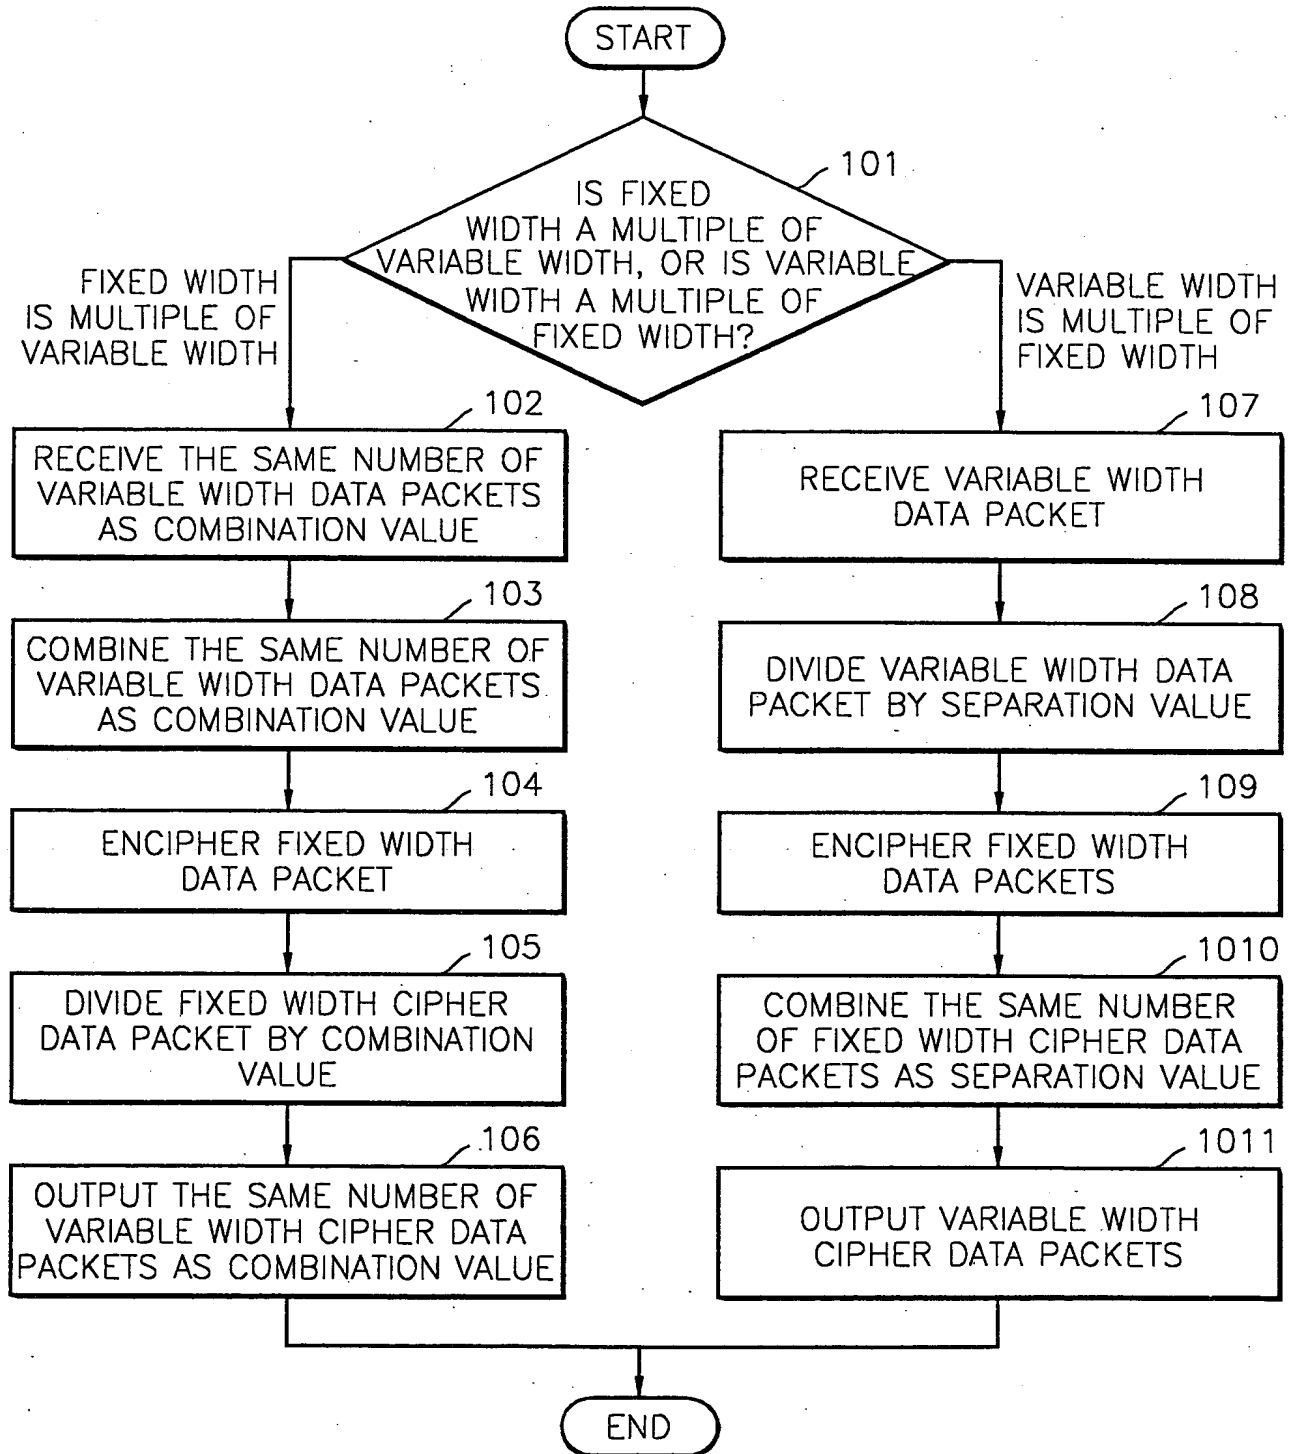 START
101
IS FIXED
WIDTH A MULTIPLE OF
VARIABLE WIDTH, OR IS VARIABLE
WIDTH A MULTIPLE OF
FIXED WIDTH?
FIXED WIDTH
IS MULTIPLE OF
VARIABLE WIDTH
VARIABLE WIDTH
IS MULTIPLE OF
FIXED WIDTH
102
RECEIVE THE SAME NUMBER OF
VARIABLE WIDTH DATA PACKETS
AS COMBINATION VALUE
103
COMBINE THE SAME NUMBER OF
VARIABLE WIDTH DATA PACKETS
AS COMBINATION VALUE
104
ENCIPHER FIXED WIDTH
DATA PACKET
105
DIVIDE FIXED WIDTH CIPHER
DATA PACKET BY COMBINATION
VALUE
106
OUTPUT THE SAME NUMBER OF
VARIABLE WIDTH CIPHER DATA
PACKETS AS COMBINATION VALUE
107
RECEIVE VARIABLE WIDTH
DATA PACKET
108
DIVIDE VARIABLE WIDTH DATA
PACKET BY SEPARATION VALUE
109
ENCIPHER FIXED WIDTH
DATA PACKETS
1010
COMBINE THE SAME NUMBER
OF FIXED WIDTH CIPHER DATA
PACKETS AS SEPARATION VALUE
1011
OUTPUT VARIABLE WIDTH
CIPHER DATA PACKETS
END